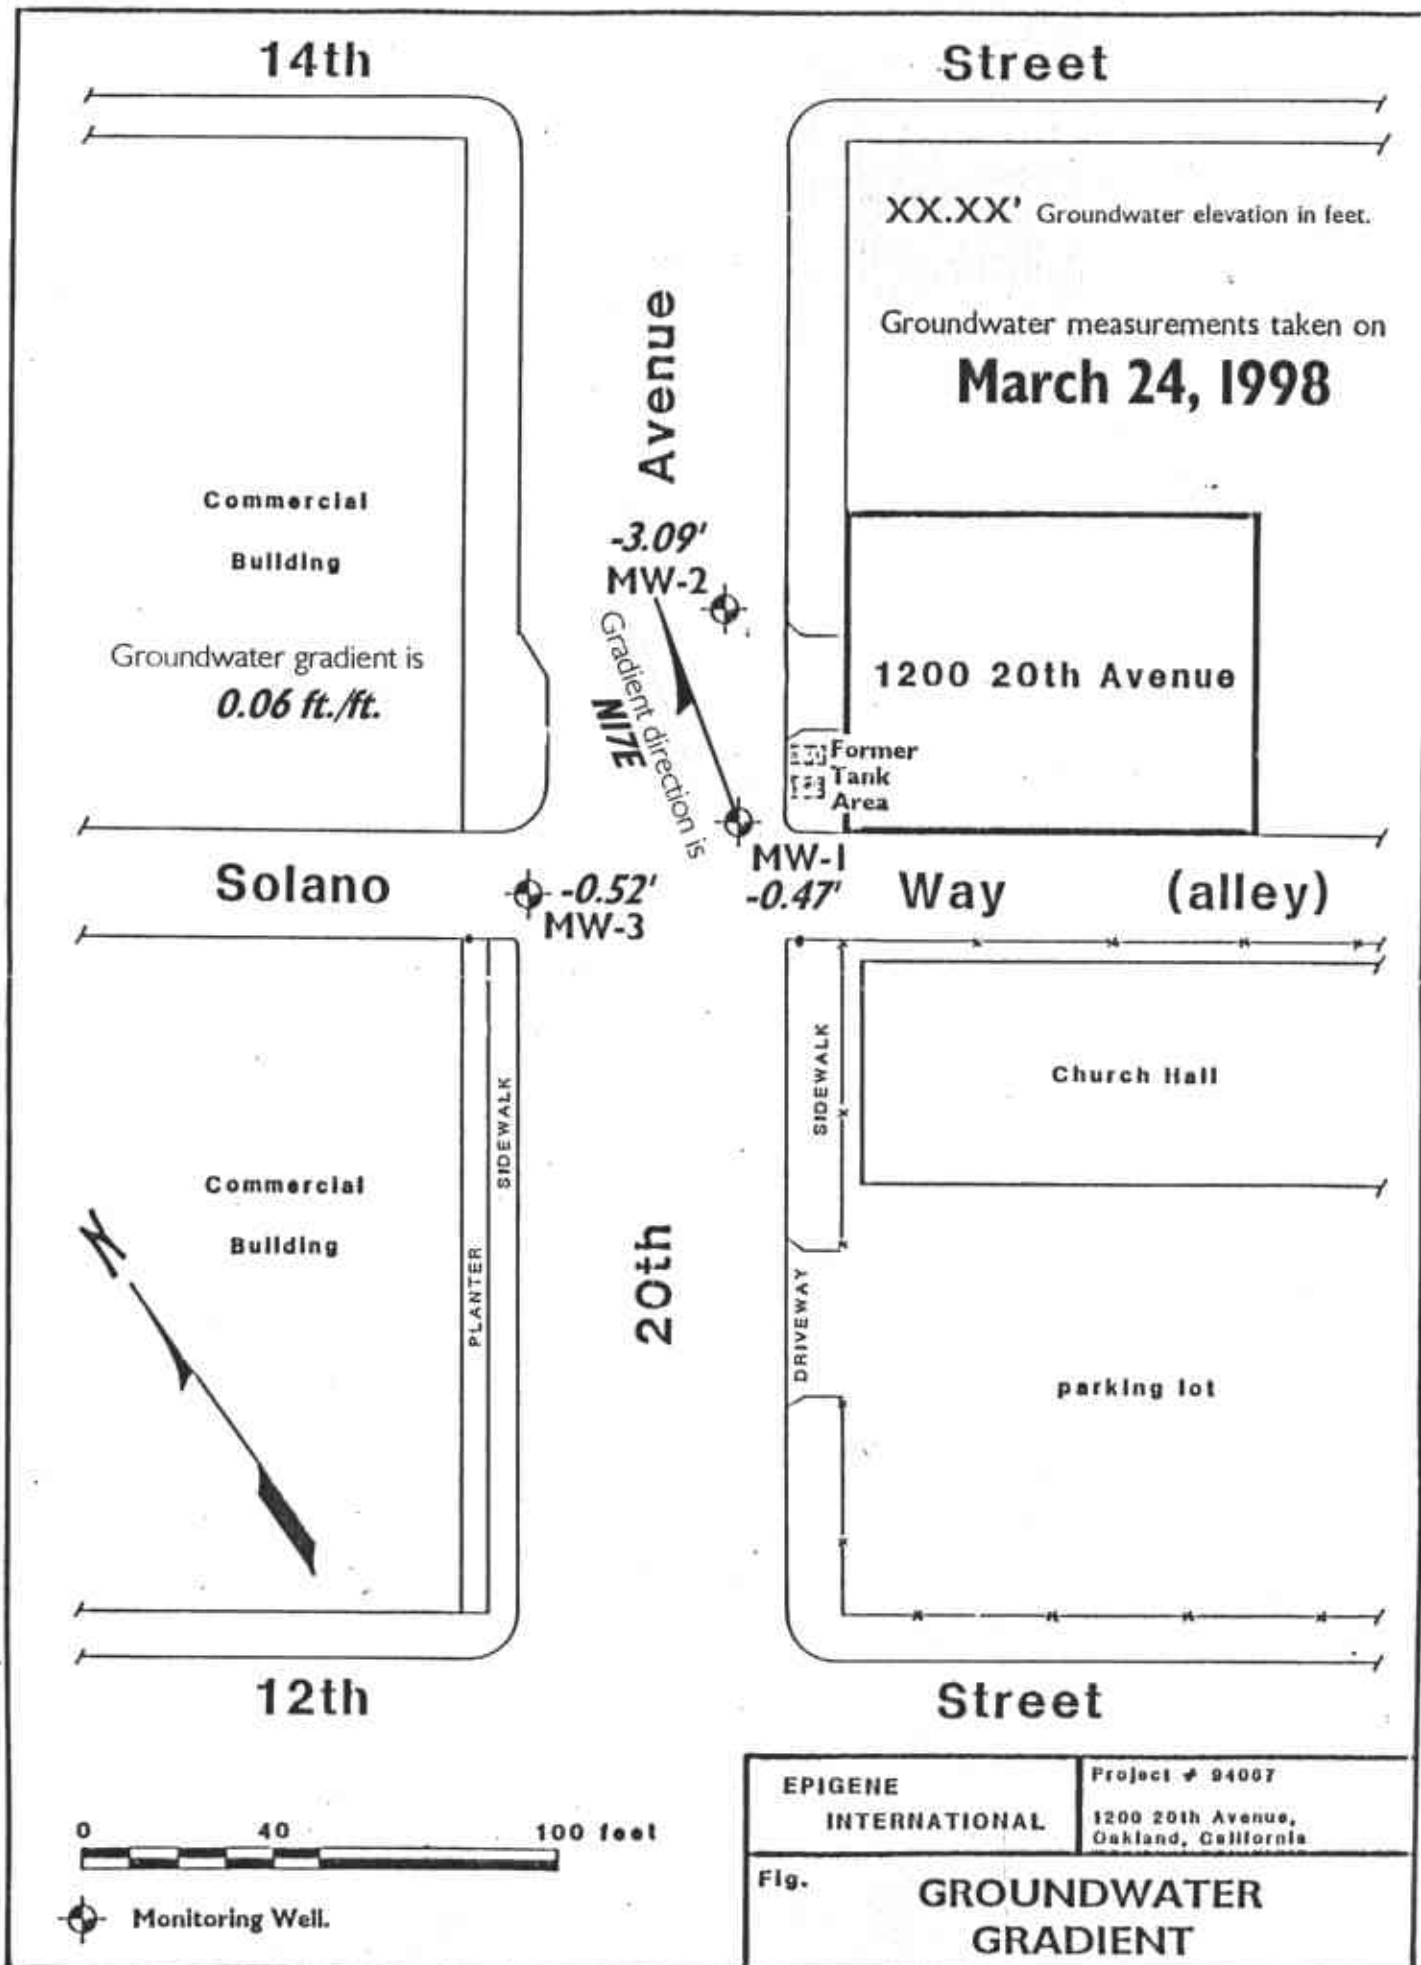 14th Street
XX.XX' Groundwater elevation in feet.
Groundwater measurements taken on
March 24, 1998
Avenue
Commercial
Building
-3.09'
MW-2
Groundwater gradient is
0.06 ft./ft.
Gradient direction is
N17E
1200 20th Avenue
Former
Tank
Area
MW-1
-0.47'
Solano Way (alley)
-0.52'
MW-3
SIDEWALK
SIDEWALK
Church Hall
Commercial
Building
PLANTER
20th
DRIVEWAY
parking lot
N
12th Street
0 40 100 feet
Monitoring Well.
EPIGENE
INTERNATIONAL
Project # 94067
1200 20th Avenue,
Oakland, California
Fig.
GROUNDWATER
GRADIENT